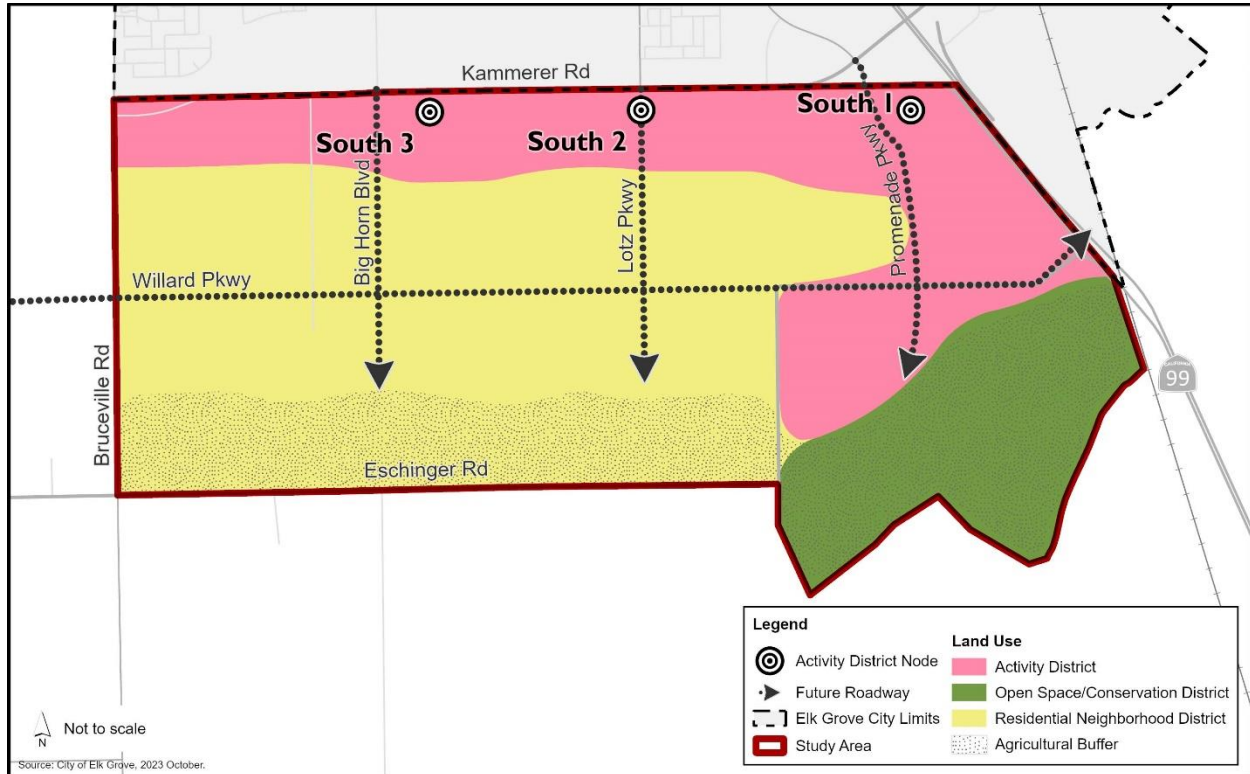 Kammerer Rd
South 3
South 2
South 1
Big Horn Blvd
Lotz Pkwy
Promenade Pkwy
Willard Pkwy
Bruceville Rd
Eschinger Rd
CALIFORNIA
99
N
Not to scale
Source: City of Elk Grove, 2023 October.
Legend
Activity District Node
Future Roadway
Elk Grove City Limits
Study Area
Land Use
Activity District
Open Space/Conservation District
Residential Neighborhood District
Agricultural Buffer